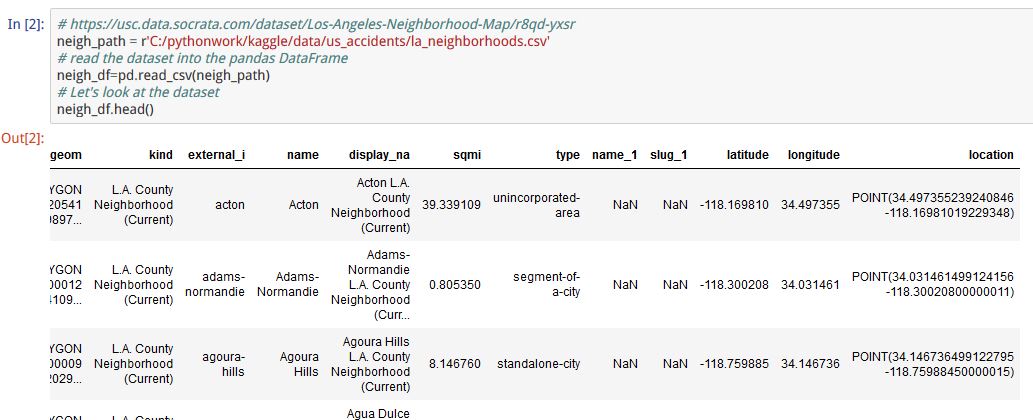 In [2]:
# https://usc.data.socrata.com/dataset/Los-Angeles-Neighborhood-Map/r8qd-yxsr
neigh_path = r'C:/pythonwork/kaggle/data/us_accidents/la_neighborhoods.csv'
# read the dataset into the pandas DataFrame
neigh_df=pd.read_csv(neigh_path)
# Let's look at the dataset
neigh_df.head()
Out[2]:
geom kind external_i name display_na sqmi type name_1 slug_1 latitude longitude location
YGON
20541
0897...
L.A. County
Neighborhood
(Current)
acton
Acton
Acton L.A.
County
Neighborhood
(Current)
39.339109
unincorporated-
area
NaN
NaN
-118.169810
34.497355
POINT(34.497355239240846
-118.16981019229348)
YGON
00012
4109...
L.A. County
Neighborhood
(Current)
adams-
normandie
Adams-
Normandie
Adams-
Normandie
L.A. County
Neighborhood
(Curr...
0.805350
segment-of-
a-city
NaN
NaN
-118.300208
34.031461
POINT(34.031461499124156
-118.30020800000011)
YGON
00009
2029...
L.A. County
Neighborhood
(Current)
agoura-
hills
Agoura
Hills
Agoura Hills
L.A. County
Neighborhood
(Current)
8.146760
standalone-city
NaN
NaN
-118.759885
34.146736
POINT(34.146736499122795
-118.75988450000015)
YGON
L.A. County
Agua Dulce